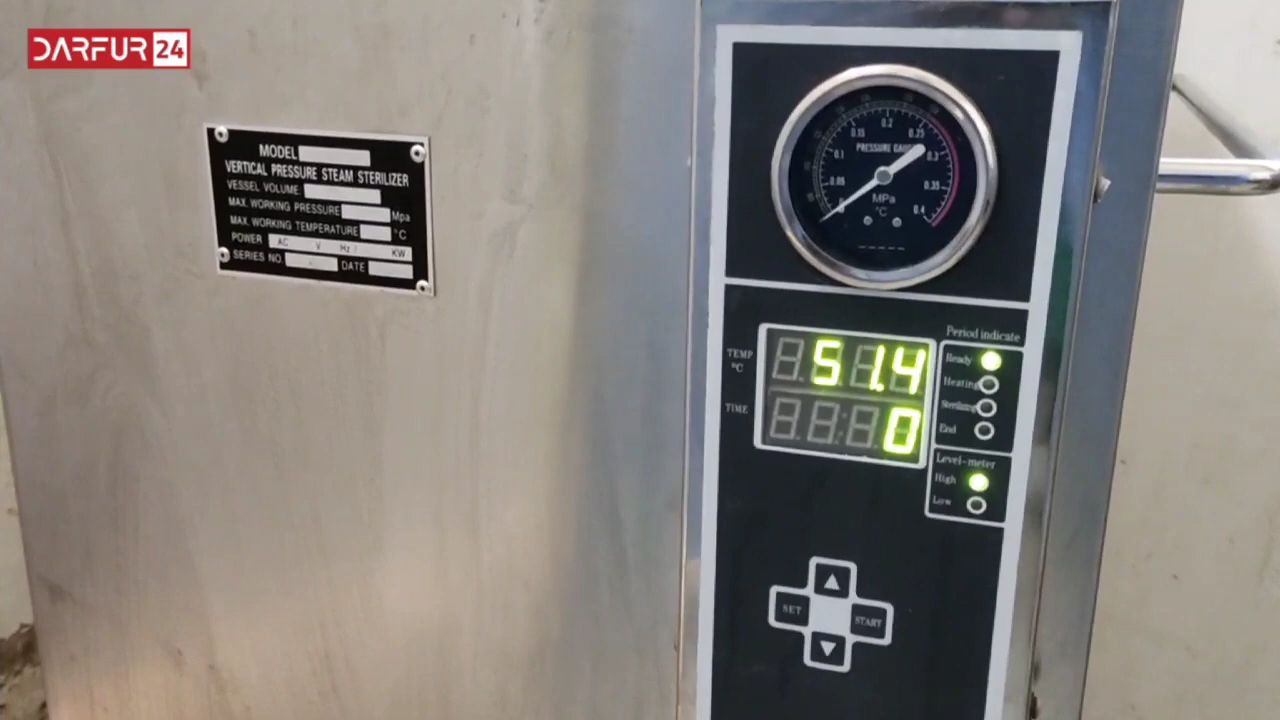 DARFUR 24
MODEL
VERTICAL PRESSURE STEAM STERILIZER
VESSEL VOLUME
MAX. WORKING PRESSURE Mpa
MAX. WORKING TEMPERATURE °C
POWER AC V Hz KW
SERIES NO. DATE
0.2
0.15 0.25
0.1 0.3
PRESSURE
0.05 0.35
0 0.4
MPa
°C
Period indicate
TEMP °C 51.4
Ready
Heating
Sterilizing
TIME 0
End
Level-meter
High
Low
SET START